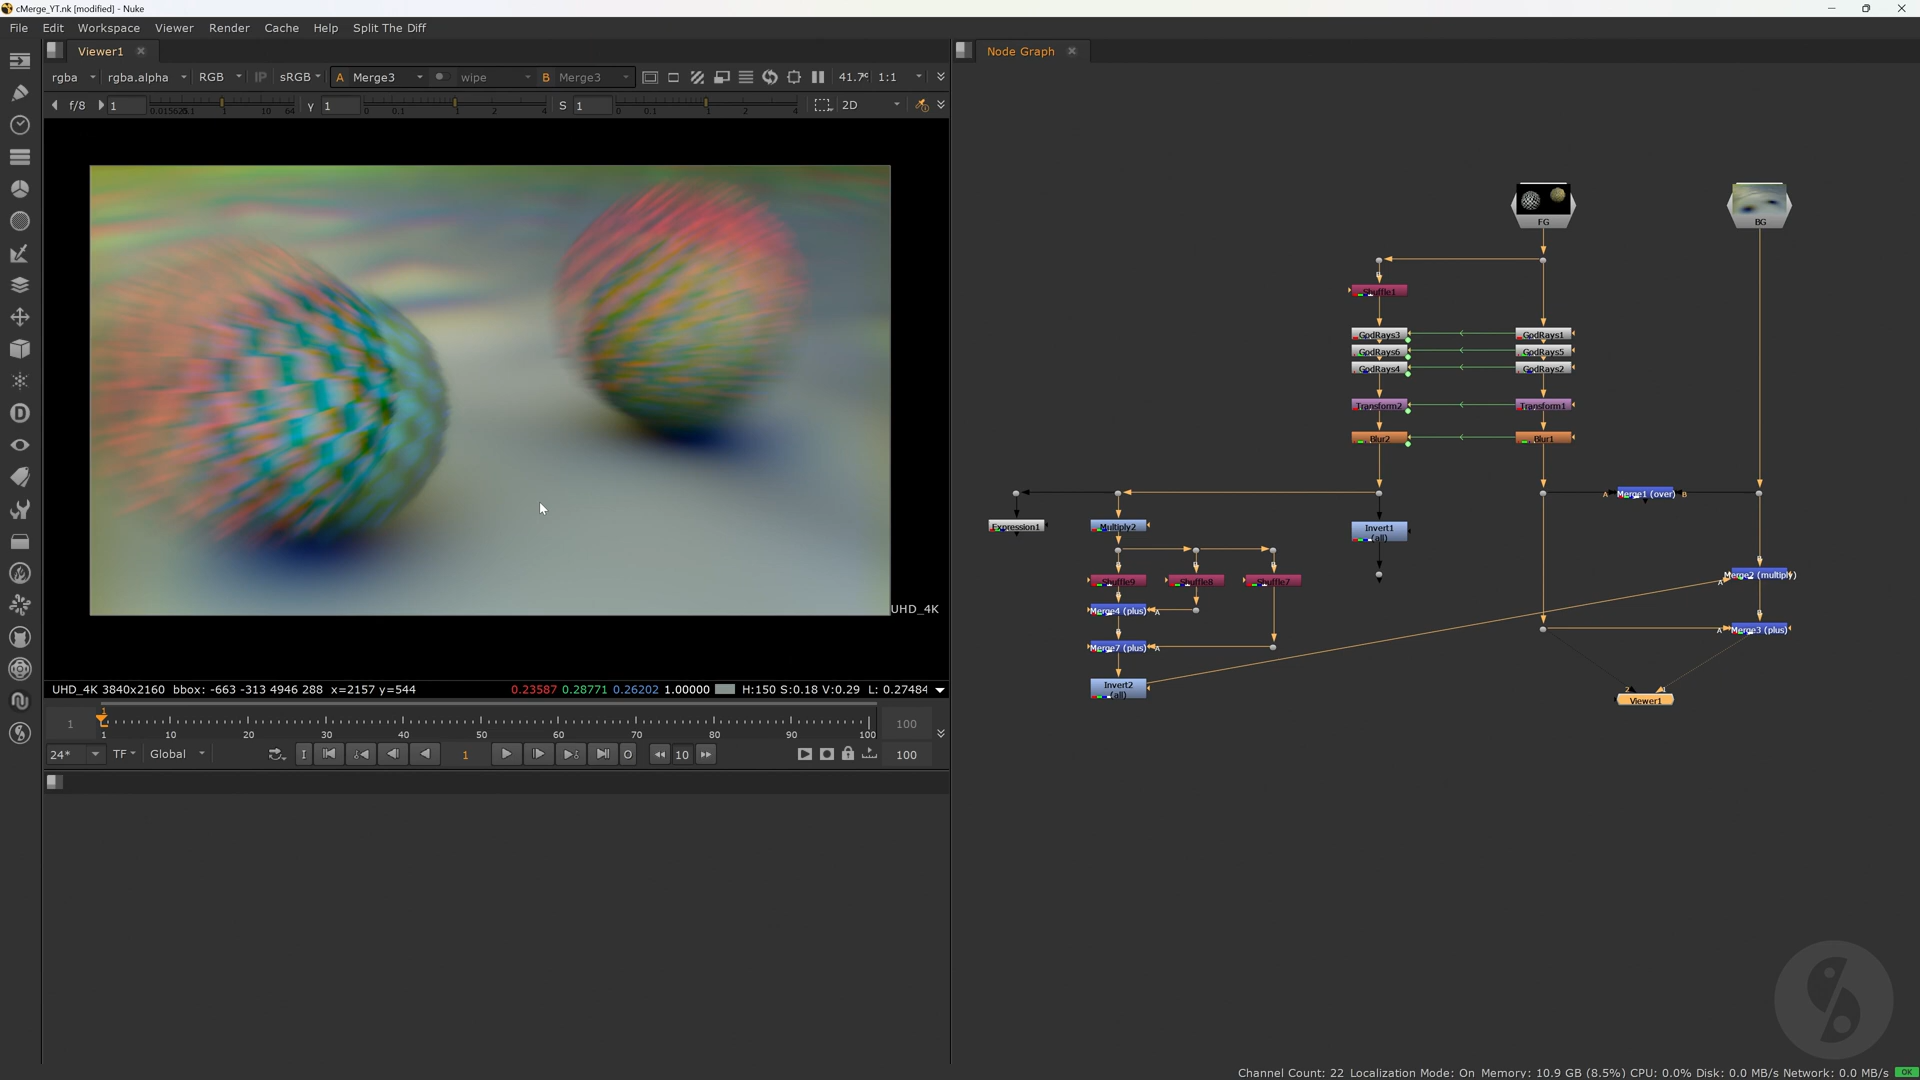 cMerge_YT.nk [modified] - Nuke
File Edit Workspace Viewer Render Cache Help Split The Diff
Viewer1
Node Graph
rgba rgba.alpha RGB IP sRGB A Merge3 wipe B Merge3 41.7% 1:1
f/8 1 γ 1 S 1 2D
UHD_4K
UHD_4K 3840x2160 bbox: -663 -313 4946 288 x=2157 y=544 0.23587 0.28771 0.26202 1.00000 H:150 S:0.18 V:0.29 L: 0.27484
1 1 100
1 10 20 30 40 50 60 70 80 90 100
24* TF Global I 1 O 10 100
FG
BG
Shuffle1
GodRays3 GodRays1
GodRays6 GodRays5
GodRays4 GodRays2
Transform2 Transform1
Blur2 Blur1
A Merge1 (over) B
Expression1 Multiply2 Invert1
(all)
Shuffle9 Shuffle8 Shuffle7
B
Merge2 (multiply)
A
Merge4 (plus) A
B
A Merge3 (plus)
Merge7 (plus) A
Invert2
(all)
2 1
Viewer1
Channel Count: 22 Localization Mode: On Memory: 10.9 GB (8.5%) CPU: 0.0% Disk: 0.0 MB/s Network: 0.0 MB/s OK